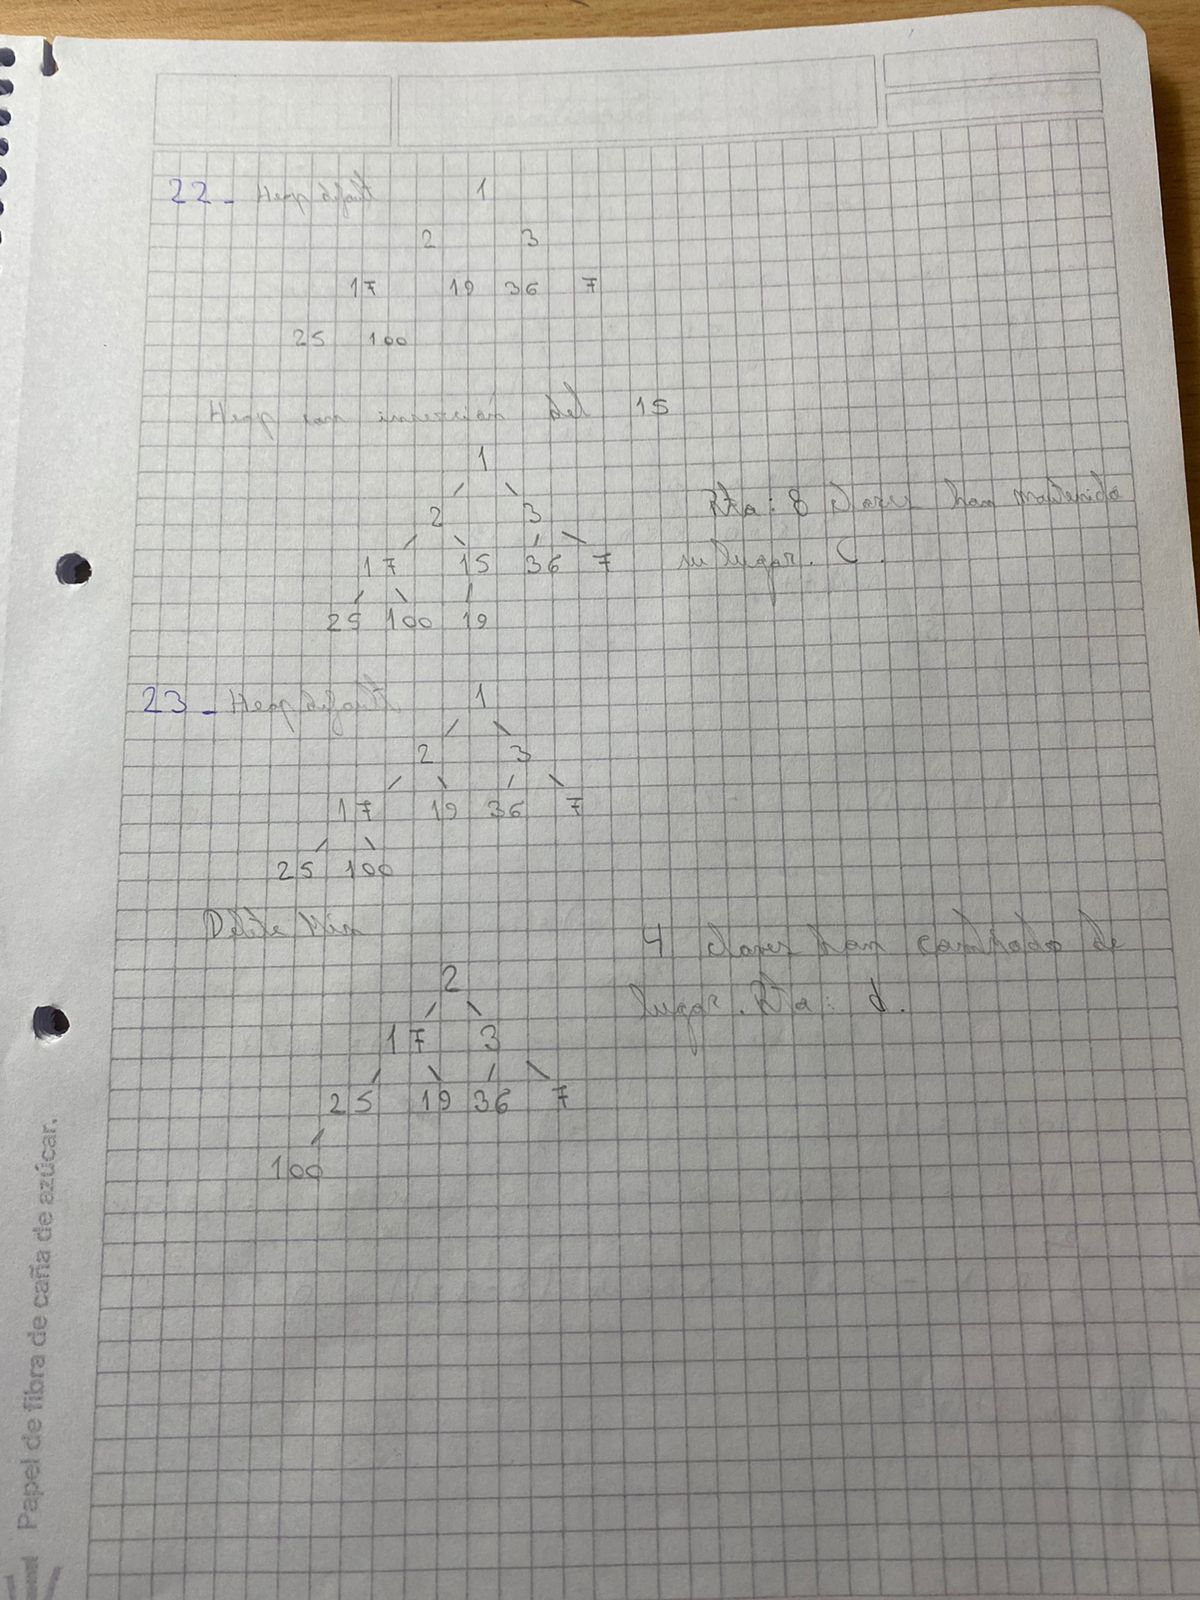 22- Heap default 1
2 3
17 19 36 7
25 100
Heap con inserción del 15
1
2 3
17 15 36 7
25 100 19
Rta: 8 claves han mantenido
su lugar. C.
23- Heap default 1
2 3
17 19 36 7
25 100
Delete Min
2
17 3
25 19 36 7
100
4 claves han cambiado de
lugar. Rta: d.
Papel de fibra de caña de azúcar.